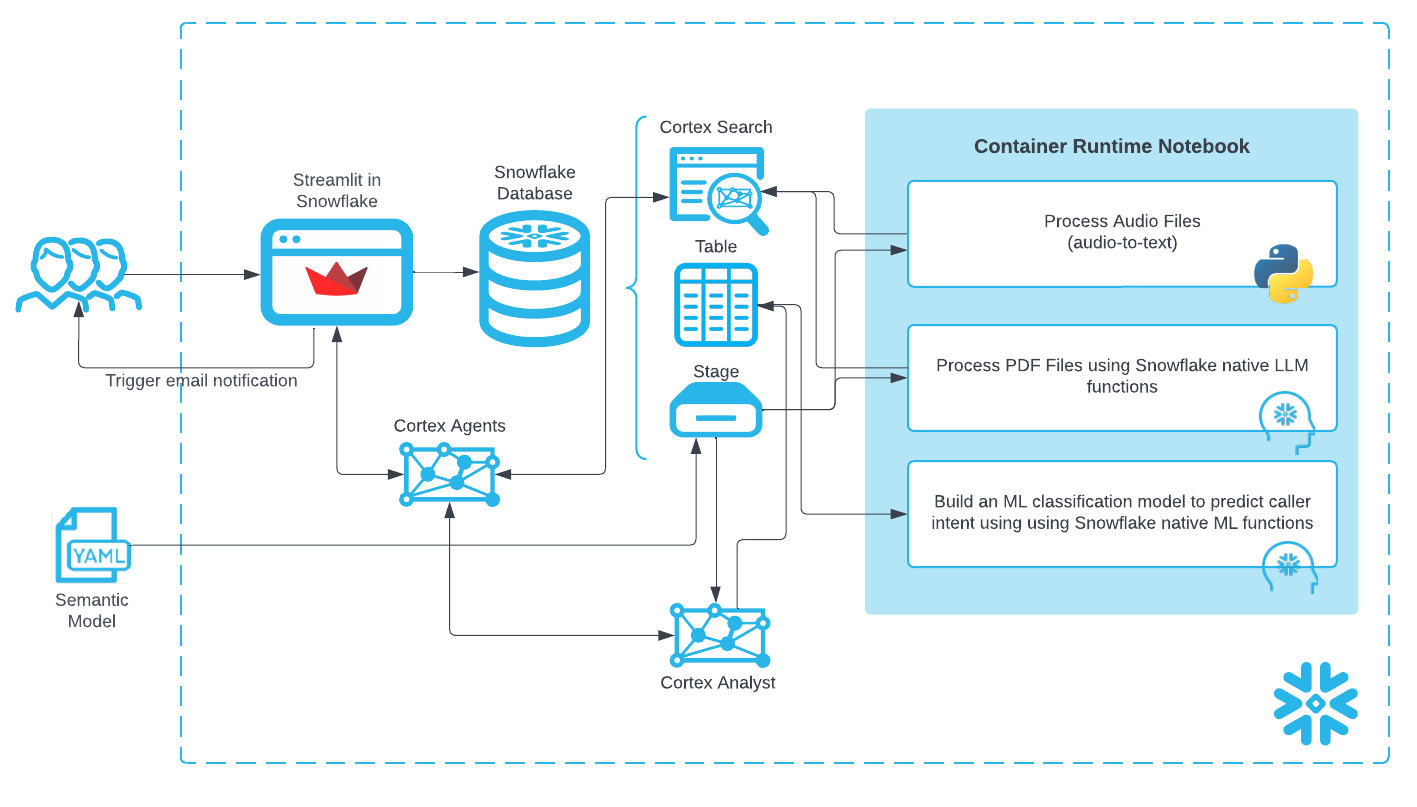 Cortex Search
Container Runtime Notebook
Streamlit in
Snowflake
Snowflake
Database
Process Audio Files
(audio-to-text)
Table
Process PDF Files using Snowflake native LLM
functions
Stage
Trigger email notification
Cortex Agents
Build an ML classification model to predict caller
intent using using Snowflake native ML functions
YAML
Semantic
Model
Cortex Analyst